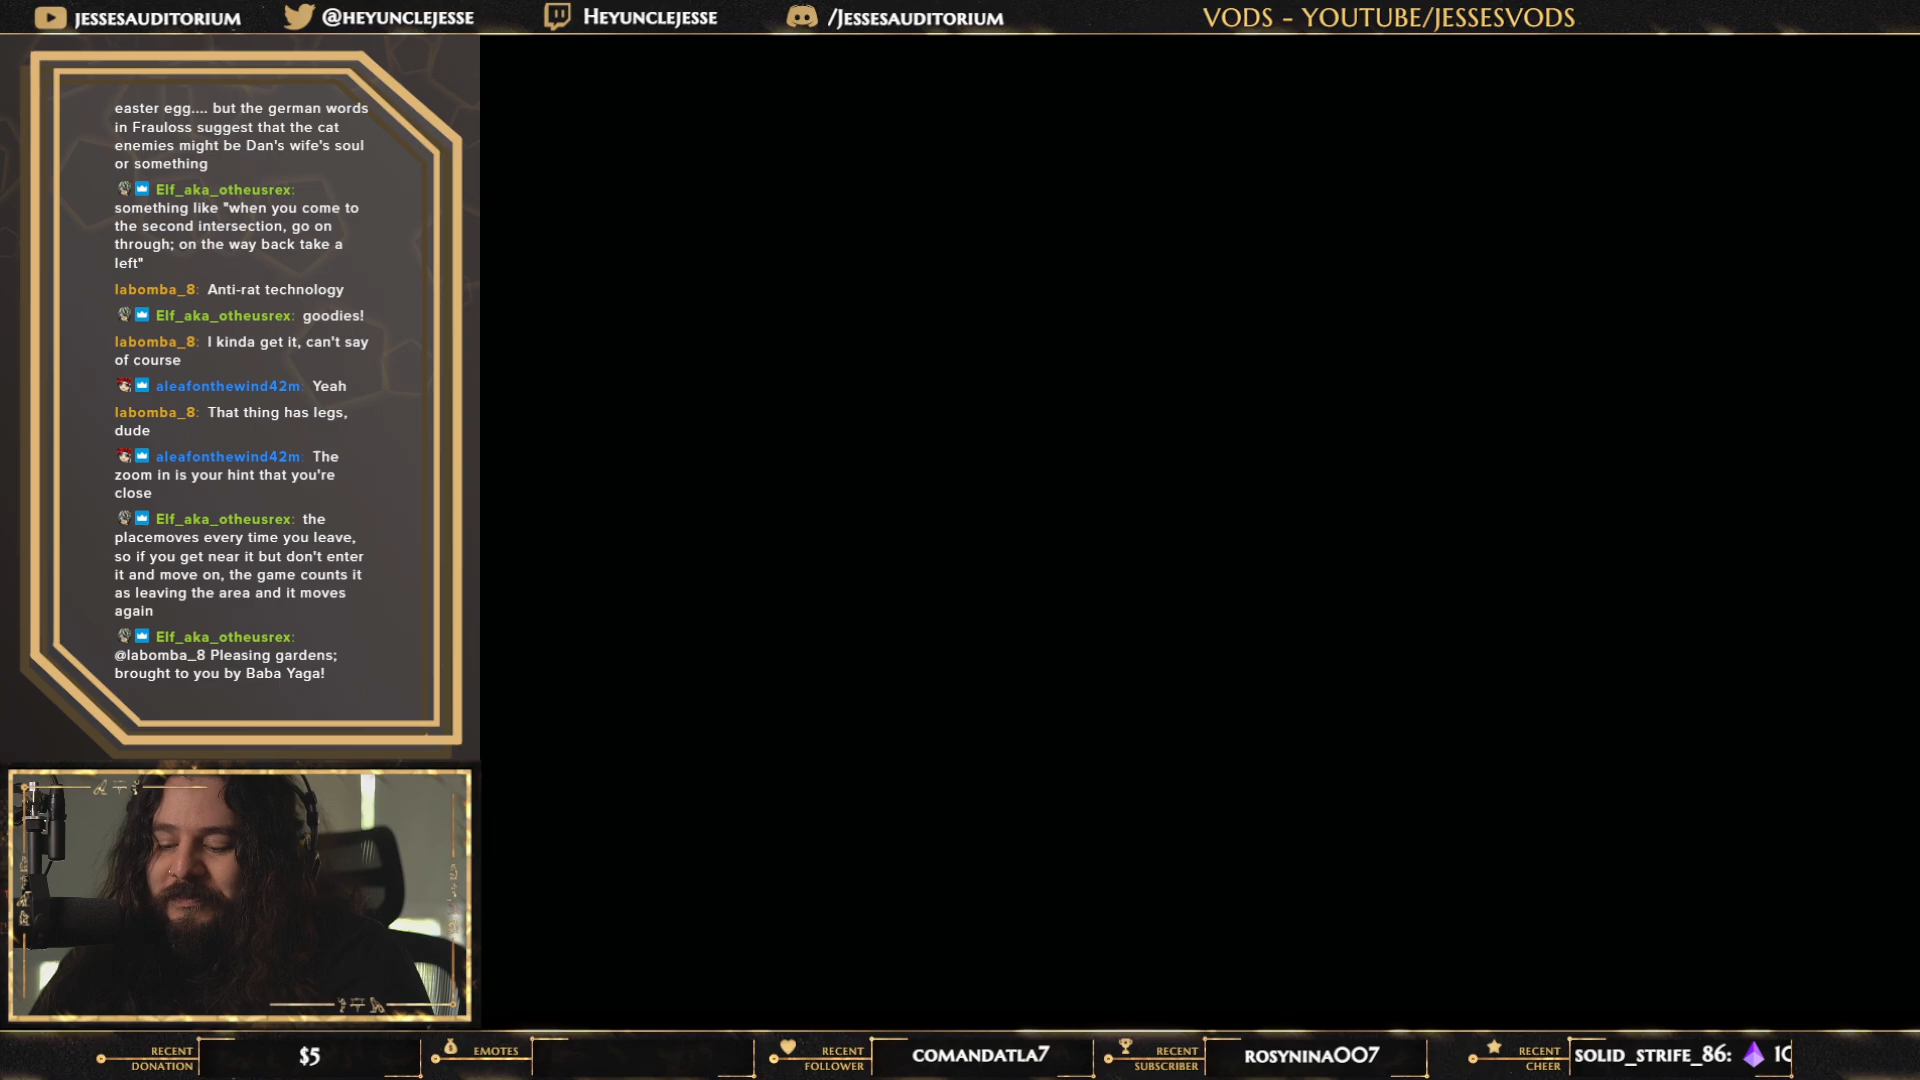 JESSESAUDITORIUM
@HEYUNCLEJESSE
HEYUNCLEJESSE
/JESSESAUDITORIUM
VODS - YOUTUBE/JESSESVODS
easter egg.... but the german words
in Frauloss suggest that the cat
enemies might be Dan's wife's soul
or something
Elf_aka_otheusrex:
something like "when you come to
the second intersection, go on
through; on the way back take a
left"
labomba_8: Anti-rat technology
Elf_aka_otheusrex: goodies!
labomba_8: I kinda get it, can't say
of course
aleafonthewind42m: Yeah
labomba_8: That thing has legs,
dude
aleafonthewind42m: The
zoom in is your hint that you're
close
Elf_aka_otheusrex: the
placemoves every time you leave,
so if you get near it but don't enter
it and move on, the game counts it
as leaving the area and it moves
again
Elf_aka_otheusrex:
@labomba_8 Pleasing gardens;
brought to you by Baba Yaga!
RECENT
DONATION
$5
EMOTES
RECENT
FOLLOWER
COMANDATLA7
RECENT
SUBSCRIBER
ROSYNINA007
RECENT
CHEER
SOLID_STRIFE_86: